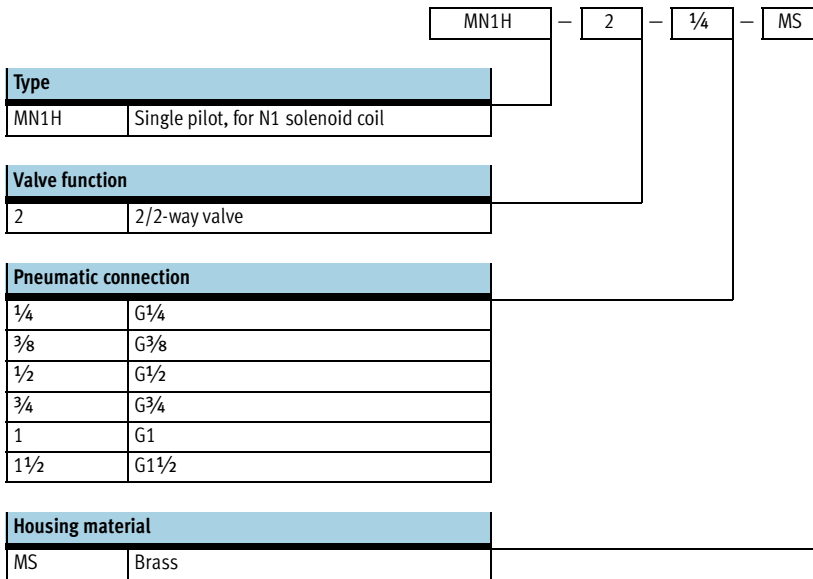 MN1H – 2 – ¼ – MS
Type
MN1H Single pilot, for N1 solenoid coil
Valve function
2 2/2-way valve
Pneumatic connection
¼ G¼
⅜ G⅜
½ G½
¾ G¾
1 G1
1½ G1½
Housing material
MS Brass